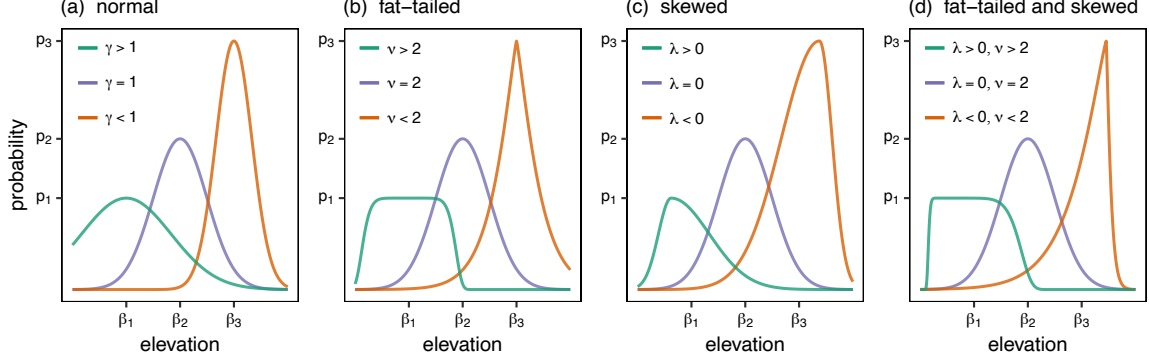 (a) normal
(b) fat−tailed
(c) skewed
(d) fat−tailed and skewed
probability
p3
p2
p1
γ > 1
γ = 1
γ < 1
β1 β2 β3
elevation
p3
p2
p1
ν > 2
ν = 2
ν < 2
β1 β2 β3
elevation
p3
p2
p1
λ > 0
λ = 0
λ < 0
β1 β2 β3
elevation
p3
p2
p1
λ > 0, ν > 2
λ = 0, ν = 2
λ < 0, ν < 2
β1 β2 β3
elevation